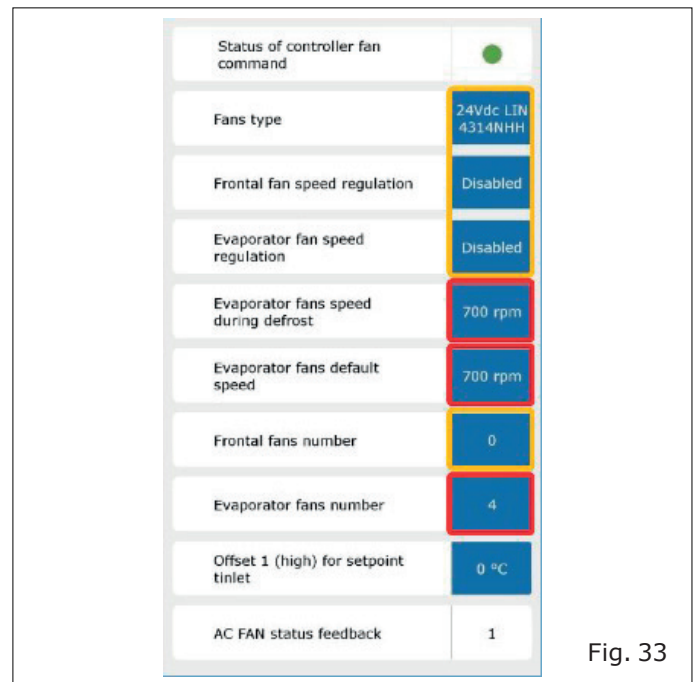 Status of controller fan
command
Fans type
24Vdc LIN
4314NHH
Frontal fan speed regulation
Disabled
Evaporator fan speed
regulation
Disabled
Evaporator fans speed
during defrost
700 rpm
Evaporator fans default
speed
700 rpm
Frontal fans number
0
Evaporator fans number
4
Offset 1 (high) for setpoint
tinlet
0 °C
AC FAN status feedback
1
Fig. 33